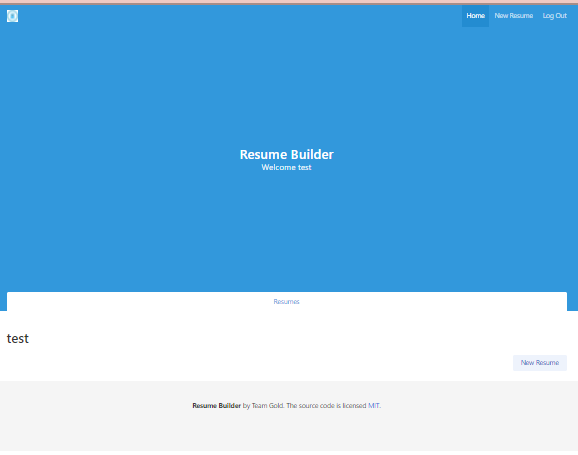 Home New Resume Log Out
Resume Builder
Welcome test
Resumes
test
New Resume
Resume Builder by Team Gold. The source code is licensed MIT.